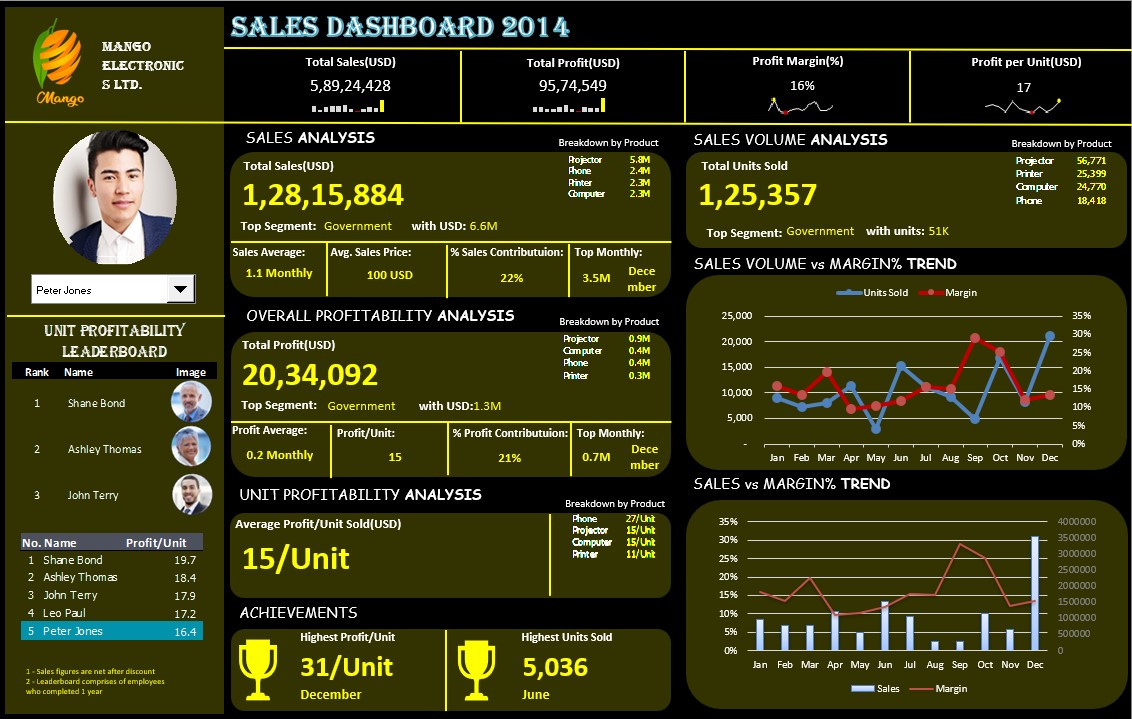 SALES DASHBOARD 2014
MANGO
ELECTRONIC
S LTD.
Mango
Total Sales(USD)
5,89,24,428
Total Profit(USD)
95,74,549
Profit Margin(%)
16%
Profit per Unit(USD)
17
Peter Jones
UNIT PROFITABILITY
LEADERBOARD
Rank Name Image
1 Shane Bond
2 Ashley Thomas
3 John Terry
No. Name Profit/Unit
1 Shane Bond 19.7
2 Ashley Thomas 18.4
3 John Terry 17.9
4 Leo Paul 17.2
5 Peter Jones 16.4
1 - Sales figures are net after discount
2 - Leaderboard comprises of employees
who completed 1 year
SALES ANALYSIS
Breakdown by Product
Total Sales(USD)
1,28,15,884
Projector 5.8M
Phone 2.4M
Printer 2.3M
Computer 2.3M
Top Segment: Government with USD: 6.6M
Sales Average:
1.1 Monthly
Avg. Sales Price:
100 USD
% Sales Contributuion:
22%
Top Monthly:
3.5M Dece
mber
OVERALL PROFITABILITY ANALYSIS
Breakdown by Product
Total Profit(USD)
20,34,092
Projector 0.9M
Computer 0.4M
Phone 0.4M
Printer 0.3M
Top Segment: Government with USD:1.3M
Profit Average:
0.2 Monthly
Profit/Unit:
15
% Profit Contributuion:
21%
Top Monthly:
0.7M Dece
mber
UNIT PROFITABILITY ANALYSIS
Breakdown by Product
Average Profit/Unit Sold(USD)
15/Unit
Phone 27/Unit
Projector 15/Unit
Computer 15/Unit
Printer 11/Unit
ACHIEVEMENTS
Highest Profit/Unit
31/Unit
December
Highest Units Sold
5,036
June
SALES VOLUME ANALYSIS
Breakdown by Product
Total Units Sold
1,25,357
Projector 56,771
Printer 25,399
Computer 24,770
Phone 18,418
Top Segment: Government with units: 51K
SALES VOLUME vs MARGIN% TREND
Units Sold Margin
25,000 35%
30%
20,000
25%
15,000 20%
10,000 15%
10%
5,000
5%
- 0%
Jan Feb Mar Apr May Jun Jul Aug Sep Oct Nov Dec
SALES vs MARGIN% TREND
35% 4000000
3500000
30%
3000000
25%
2500000
20%
2000000
15%
1500000
10%
1000000
5% 500000
0% 0
Jan Feb Mar Apr May Jun Jul Aug Sep Oct Nov Dec
Sales Margin